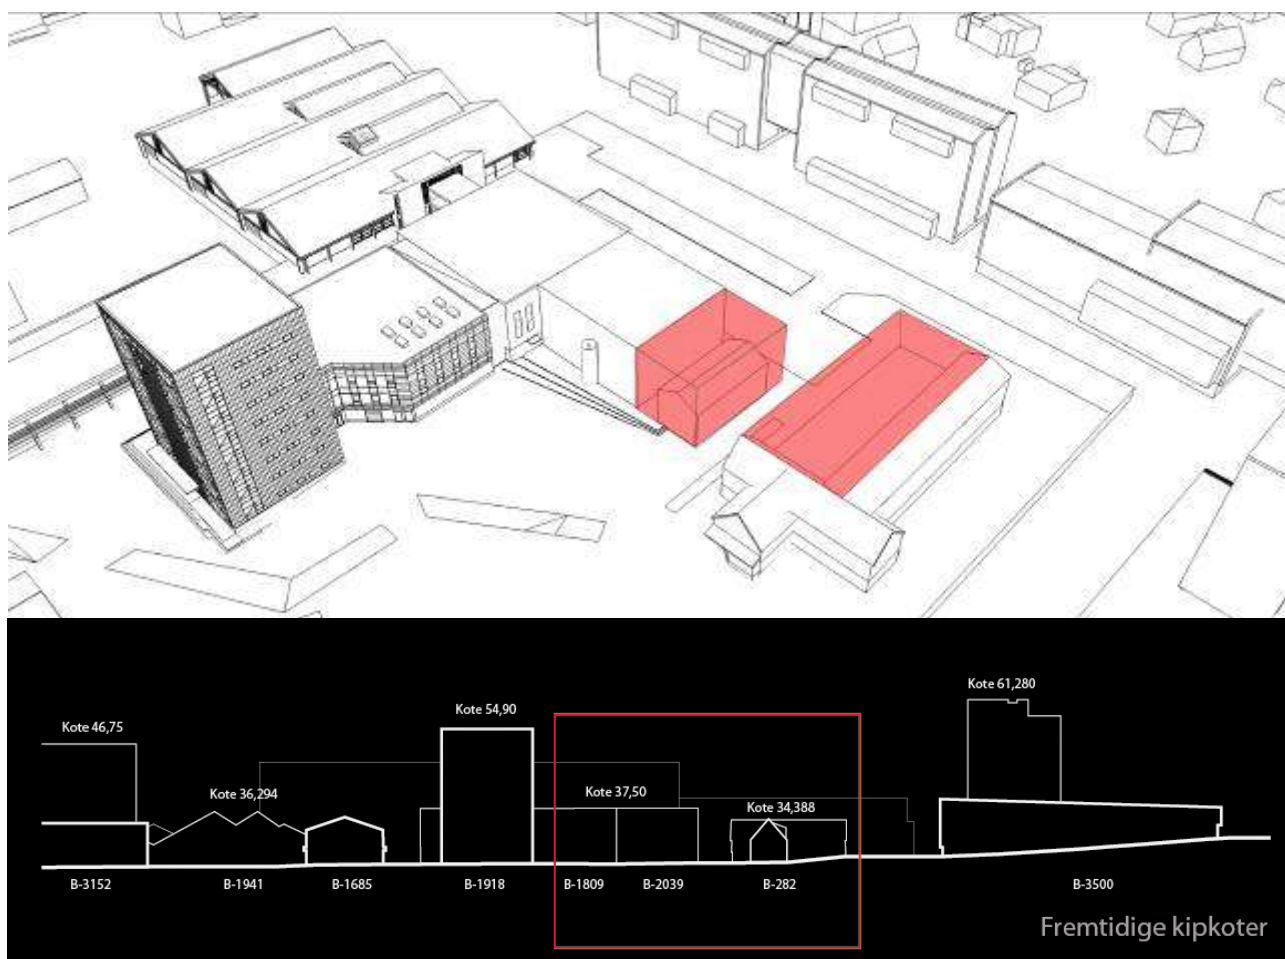 Kote 61,280
Kote 54,90
Kote 46,75
Kote 36,294
Kote 37,50
Kote 34,388
B-3152
B-1941
B-1685
B-1918
B-1809
B-2039
B-282
B-3500
Fremtidige kipkoter